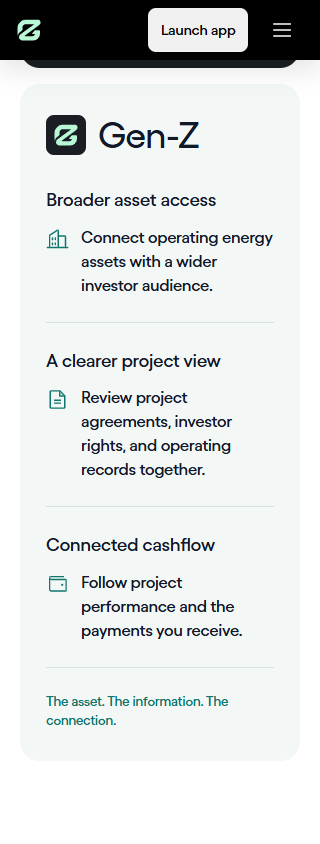 Launch app
Gen-Z
Broader asset access
Connect operating energy
assets with a wider
investor audience.
A clearer project view
Review project
agreements, investor
rights, and operating
records together.
Connected cashflow
Follow project
performance and the
payments you receive.
The asset. The information. The
connection.